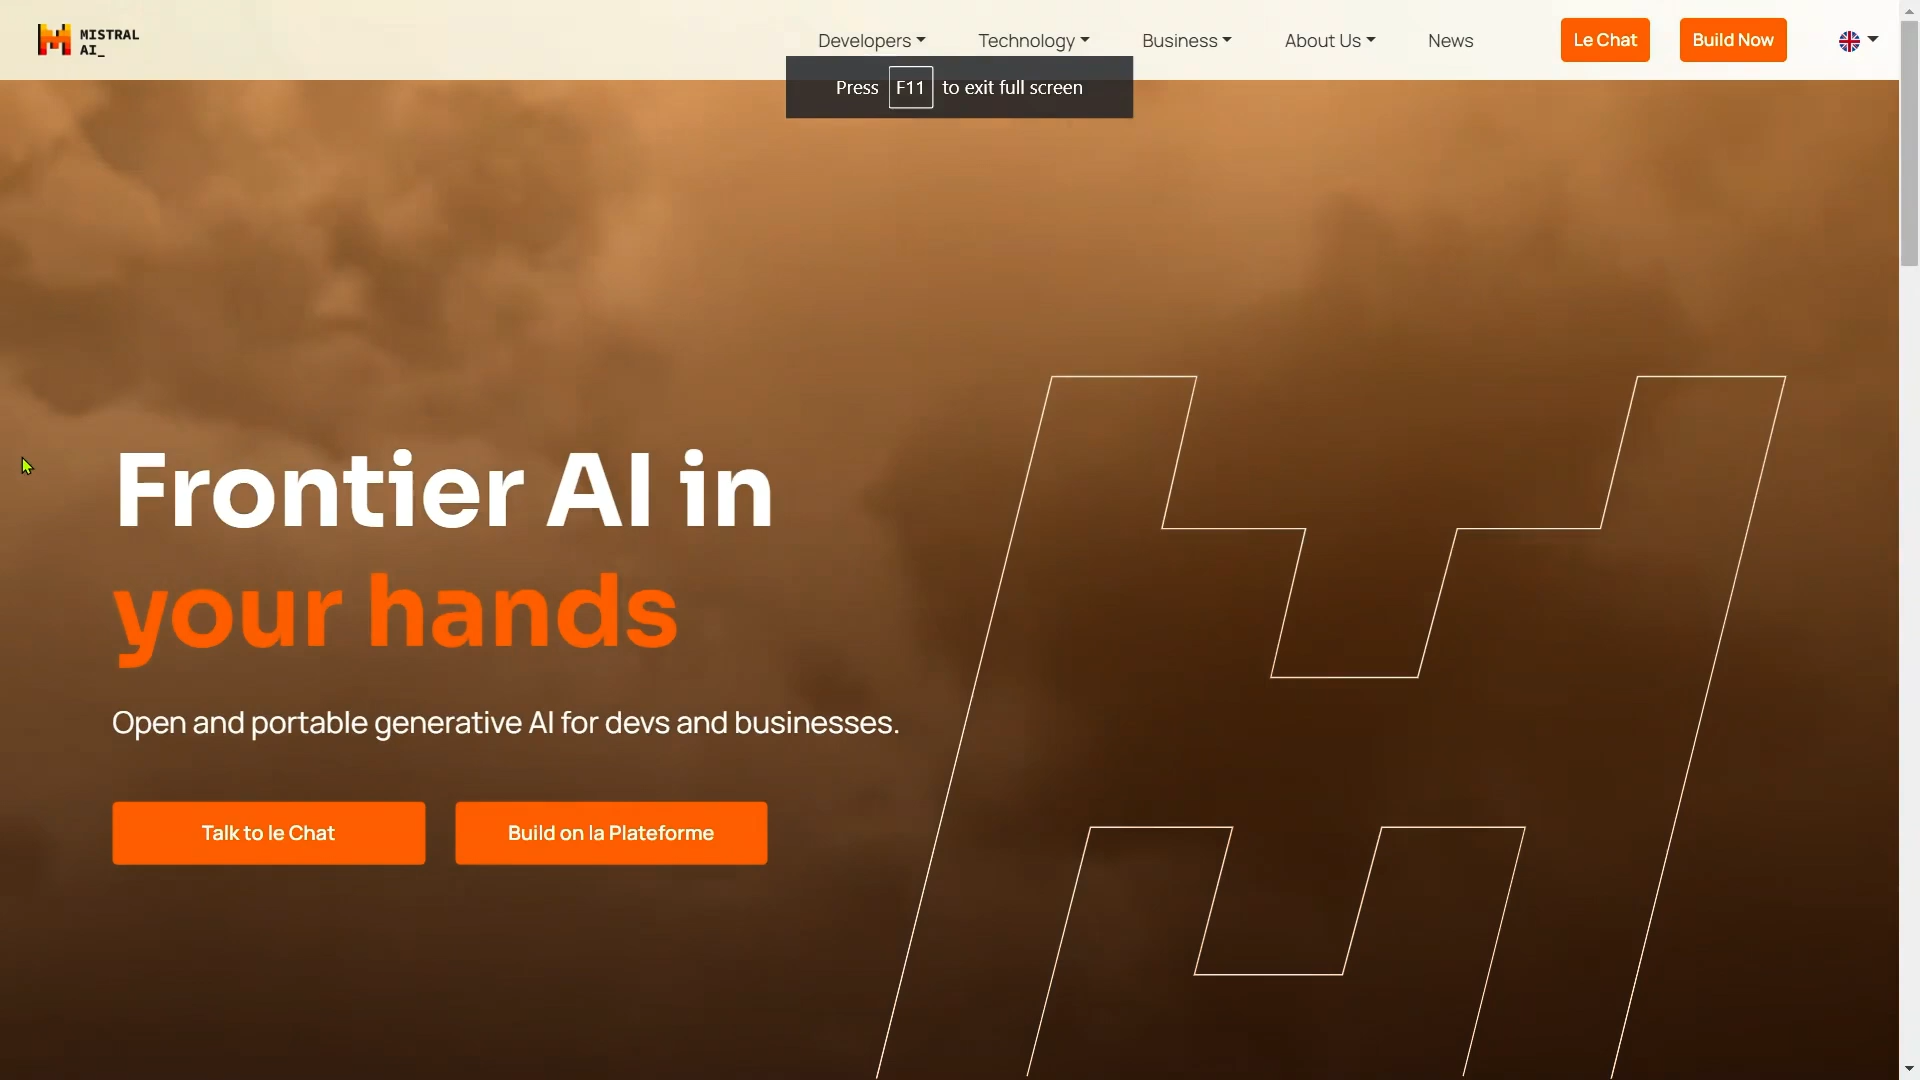 MISTRAL
AI_
Developers
Technology
Business
About Us
News
Le Chat
Build Now
Press F11 to exit full screen
Frontier AI in
your hands
Open and portable generative AI for devs and businesses.
Talk to le Chat
Build on la Plateforme